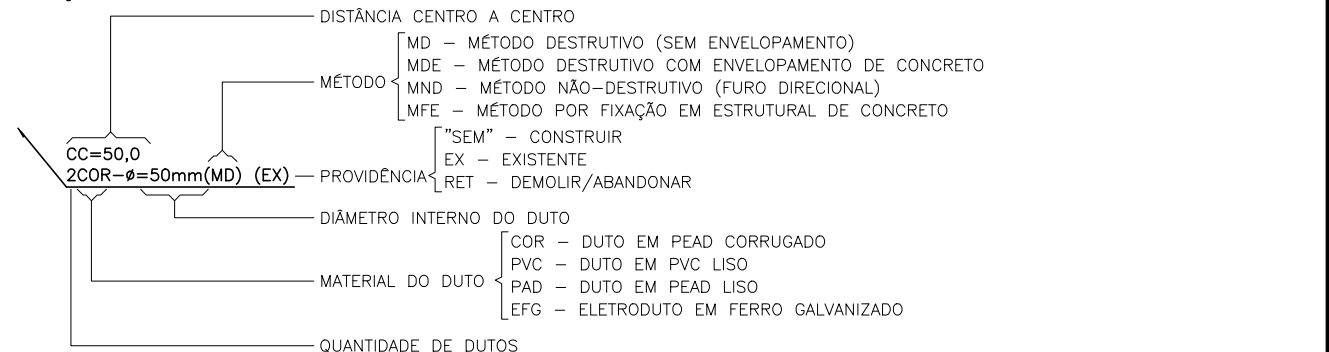 DISTÂNCIA CENTRO A CENTRO
MD – MÉTODO DESTRUTIVO (SEM ENVELOPAMENTO)
MDE – MÉTODO DESTRUTIVO COM ENVELOPAMENTO DE CONCRETO
MÉTODO
MND – MÉTODO NÃO–DESTRUTIVO (FURO DIRECIONAL)
MFE – MÉTODO POR FIXAÇÃO EM ESTRUTURAL DE CONCRETO
"SEM" – CONSTRUIR
CC=50,0
EX – EXISTENTE
2COR–ø=50mm(MD) (EX)
PROVIDÊNCIA
RET – DEMOLIR/ABANDONAR
DIÂMETRO INTERNO DO DUTO
COR – DUTO EM PEAD CORRUGADO
PVC – DUTO EM PVC LISO
MATERIAL DO DUTO
PAD – DUTO EM PEAD LISO
EFG – ELETRODUTO EM FERRO GALVANIZADO
QUANTIDADE DE DUTOS